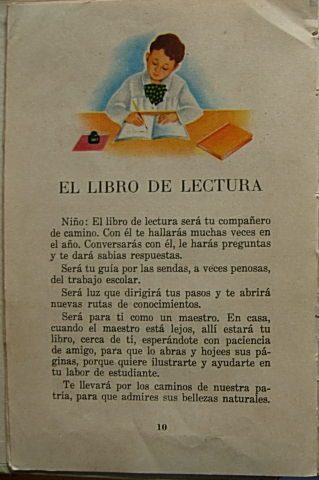 EL LIBRO DE LECTURA
Niño: El libro de lectura será tu compañero
de camino. Con él te hallarás muchas veces en
el año. Conversarás con él, le harás preguntas
y te dará sabias respuestas.
Será tu guía por las sendas, a veces penosas,
del trabajo escolar.
Será luz que dirigirá tus pasos y te abrirá
nuevas rutas de conocimientos.
Será para ti como un maestro. En casa,
cuando el maestro está lejos, allí estará tu
libro, cerca de ti, esperándote con paciencia
de amigo, para que lo abras y hojees sus pá-
ginas, porque quiere ilustrarte y ayudarte en
tu labor de estudiante.
Te llevará por los caminos de nuestra pa-
tría, para que admires sus bellezas naturales.
10